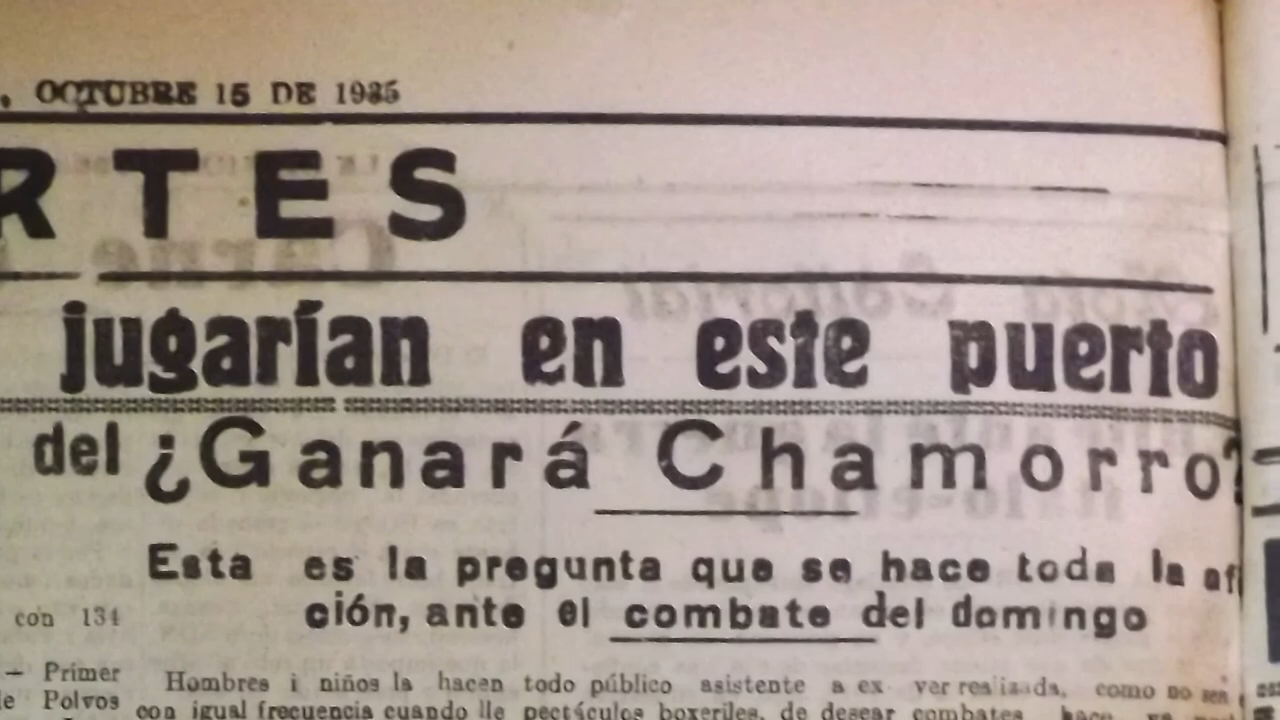 , OCTUBRE 15 DE 1935
RTES
jugarían en este puerto
del ¿Ganará Chamorro?
Esta es la pregunta que se hace toda la afi
ción, ante el combate del domingo
con 134
— Primer
de Polvos
Hombres i niños la hacen todo público asistente a ex ver realizada, como no sea
con igual frecuencia cuando lle pectáculos boxeriles, de desear combates hace